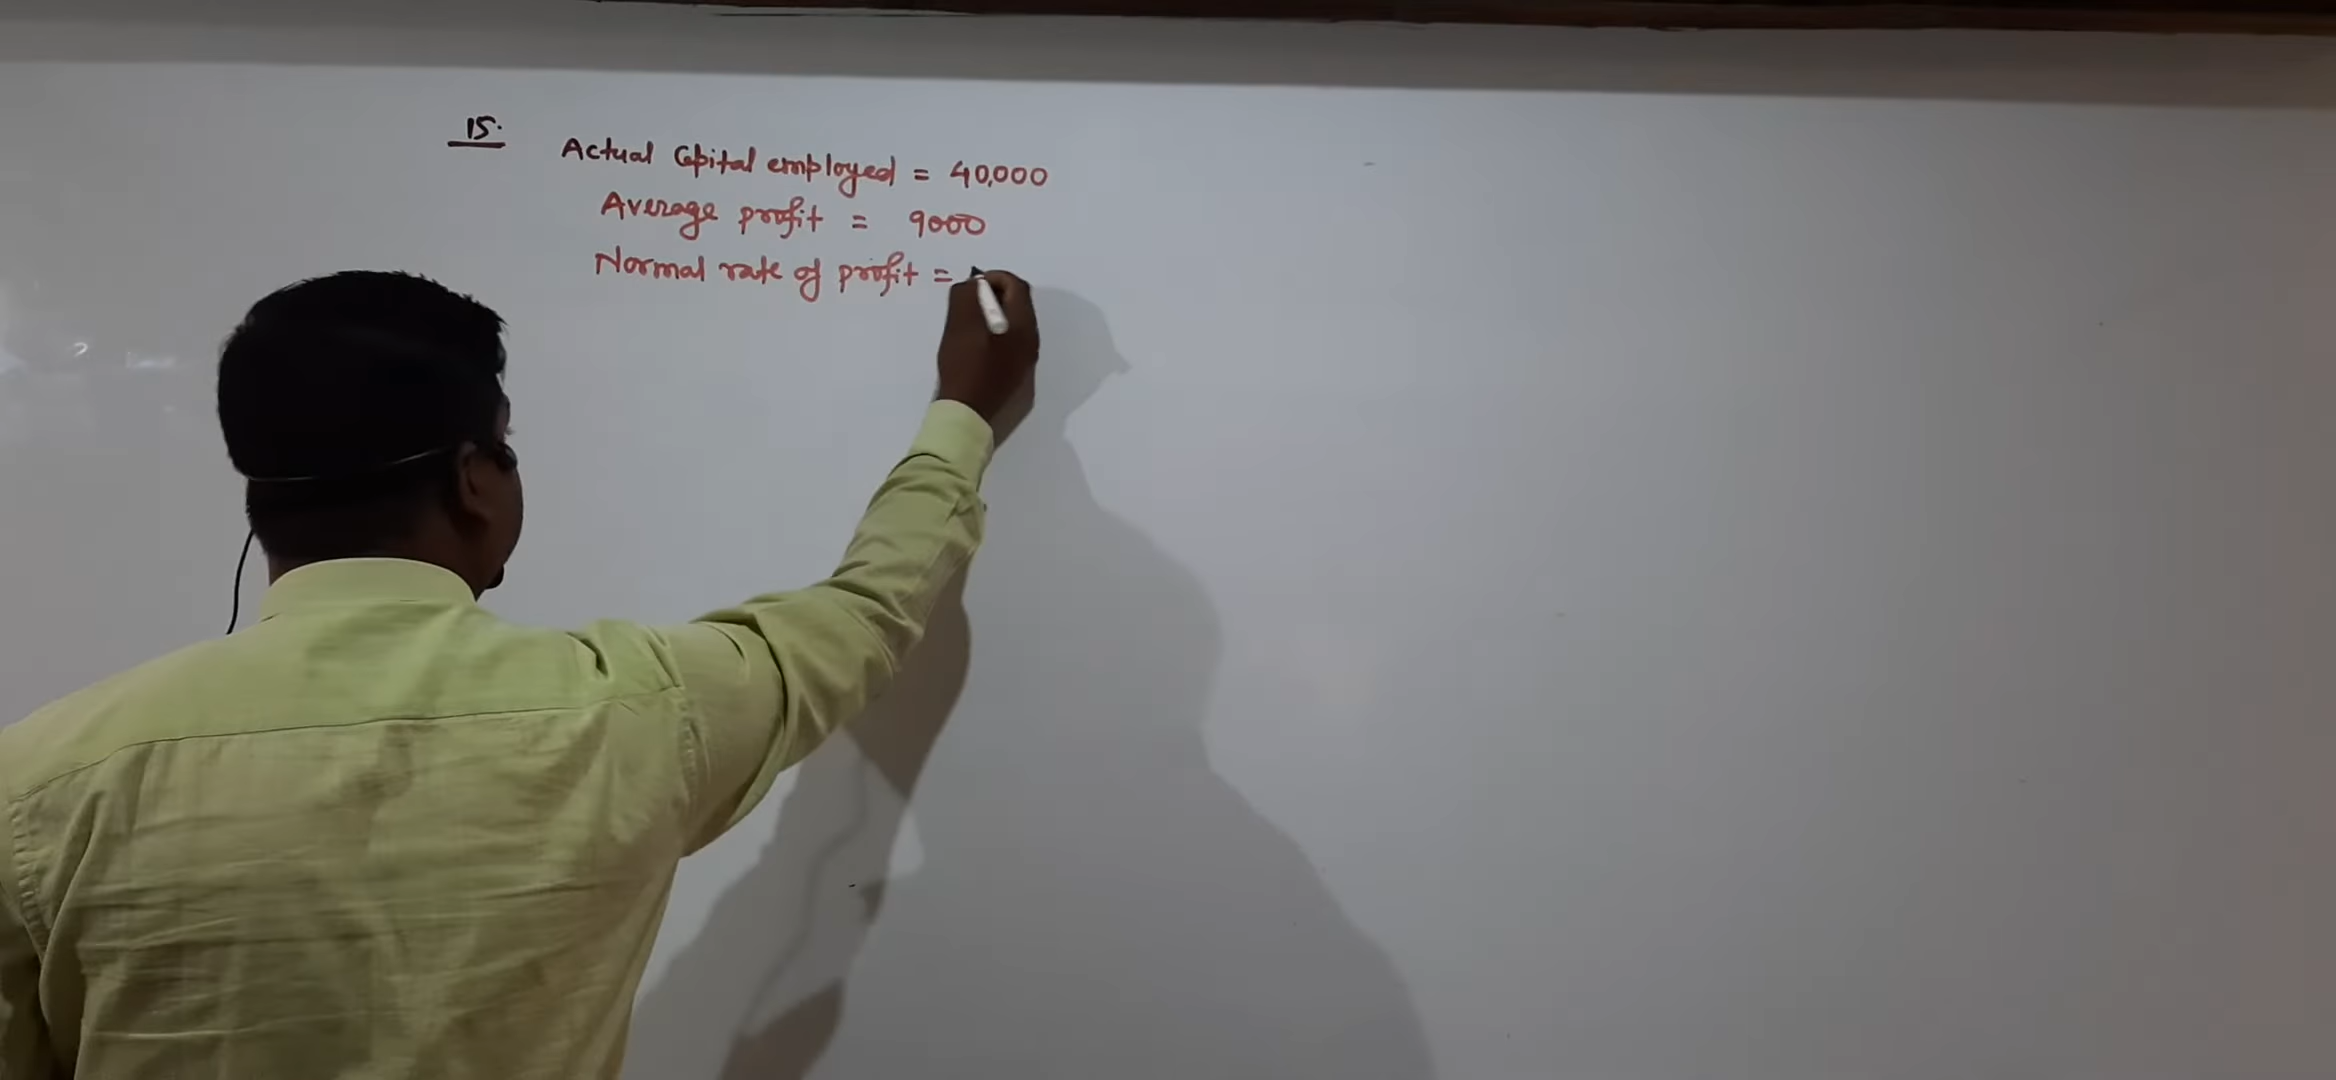 15.
Actual Capital employed = 40,000
Average profit = 9000
Normal rate of profit =